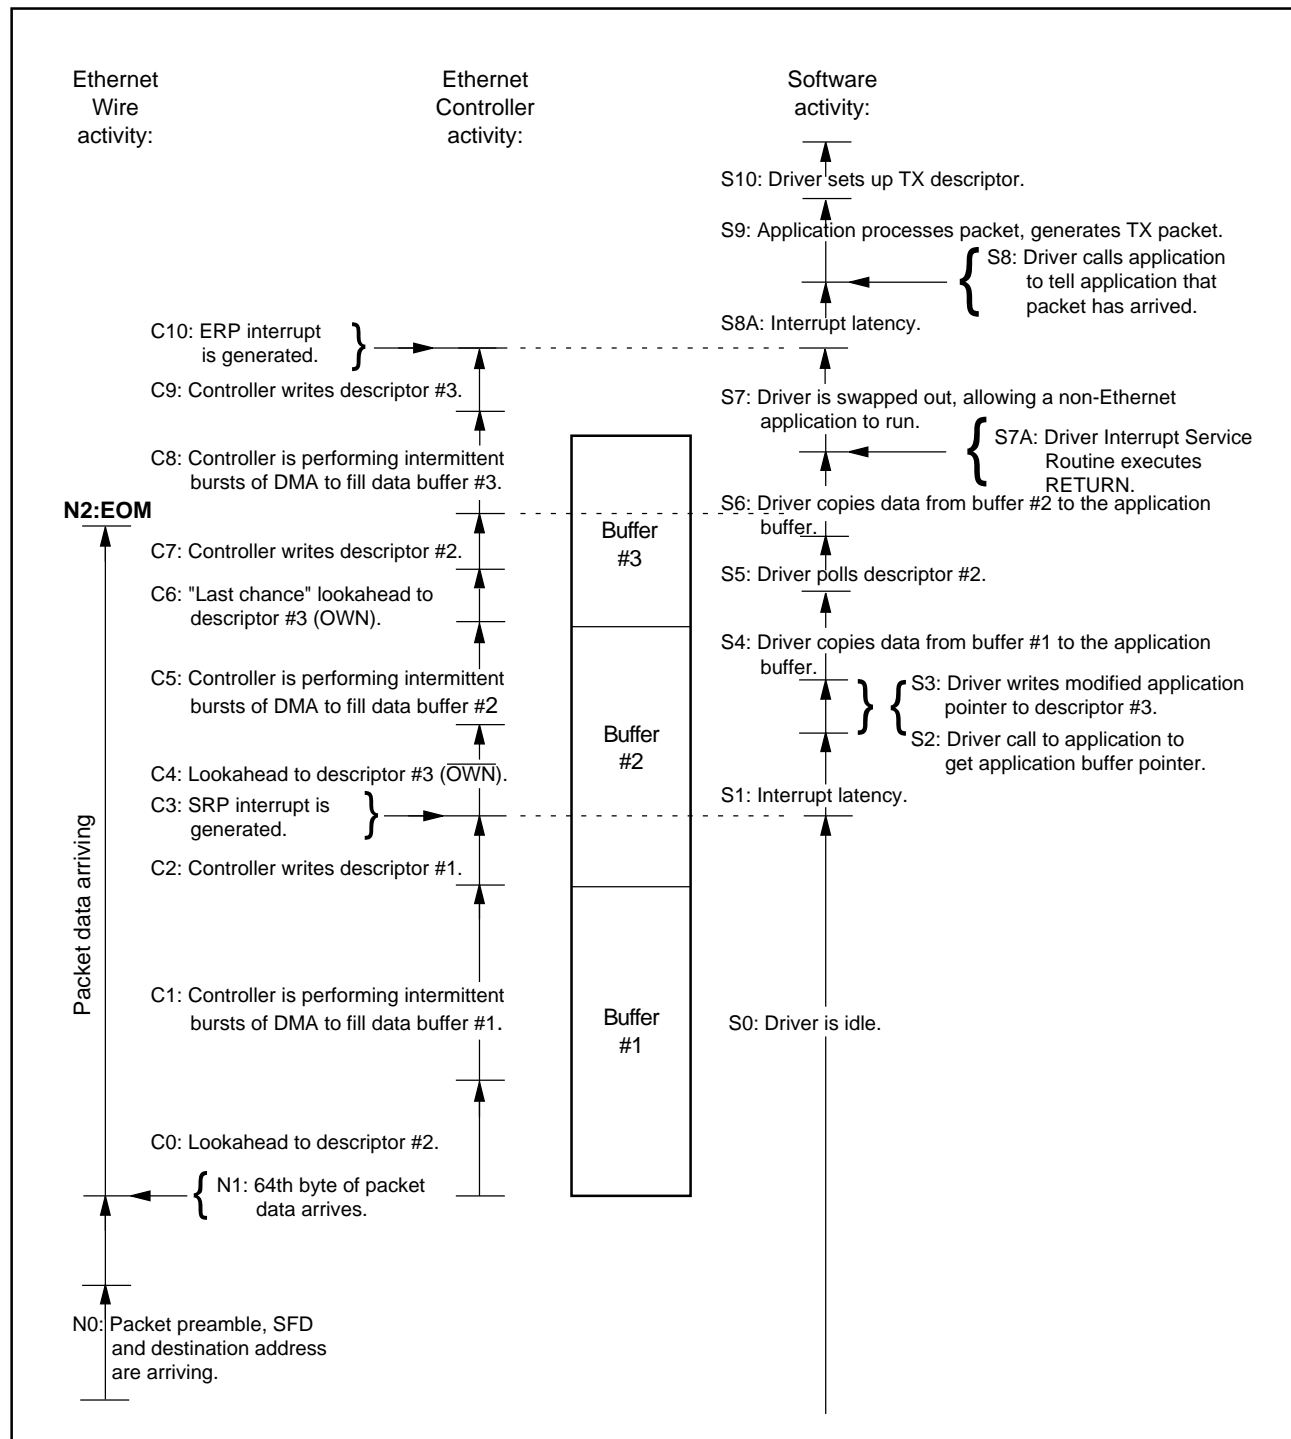 Ethernet
Wire
activity:
Ethernet
Controller
activity:
Software
activity:
S10: Driver sets up TX descriptor.
S9: Application processes packet, generates TX packet.
S8: Driver calls application
to tell application that
packet has arrived.
S8A: Interrupt latency.
C10: ERP interrupt
is generated.
C9: Controller writes descriptor #3.
S7: Driver is swapped out, allowing a non-Ethernet
application to run.
S7A: Driver Interrupt Service
Routine executes
RETURN.
C8: Controller is performing intermittent
bursts of DMA to fill data buffer #3.
N2:EOM
S6: Driver copies data from buffer #2 to the application
buffer.
Buffer
#3
C7: Controller writes descriptor #2.
S5: Driver polls descriptor #2.
C6: "Last chance" lookahead to
descriptor #3 (OWN).
S4: Driver copies data from buffer #1 to the application
buffer.
C5: Controller is performing intermittent
bursts of DMA to fill data buffer #2
S3: Driver writes modified application
pointer to descriptor #3.
S2: Driver call to application to
get application buffer pointer.
Buffer
#2
C4: Lookahead to descriptor #3 (O̅W̅N̅).
S1: Interrupt latency.
C3: SRP interrupt is
generated.
C2: Controller writes descriptor #1.
Packet data arriving
C1: Controller is performing intermittent
bursts of DMA to fill data buffer #1.
Buffer
#1
S0: Driver is idle.
C0: Lookahead to descriptor #2.
N1: 64th byte of packet
data arrives.
N0: Packet preamble, SFD
and destination address
are arriving.